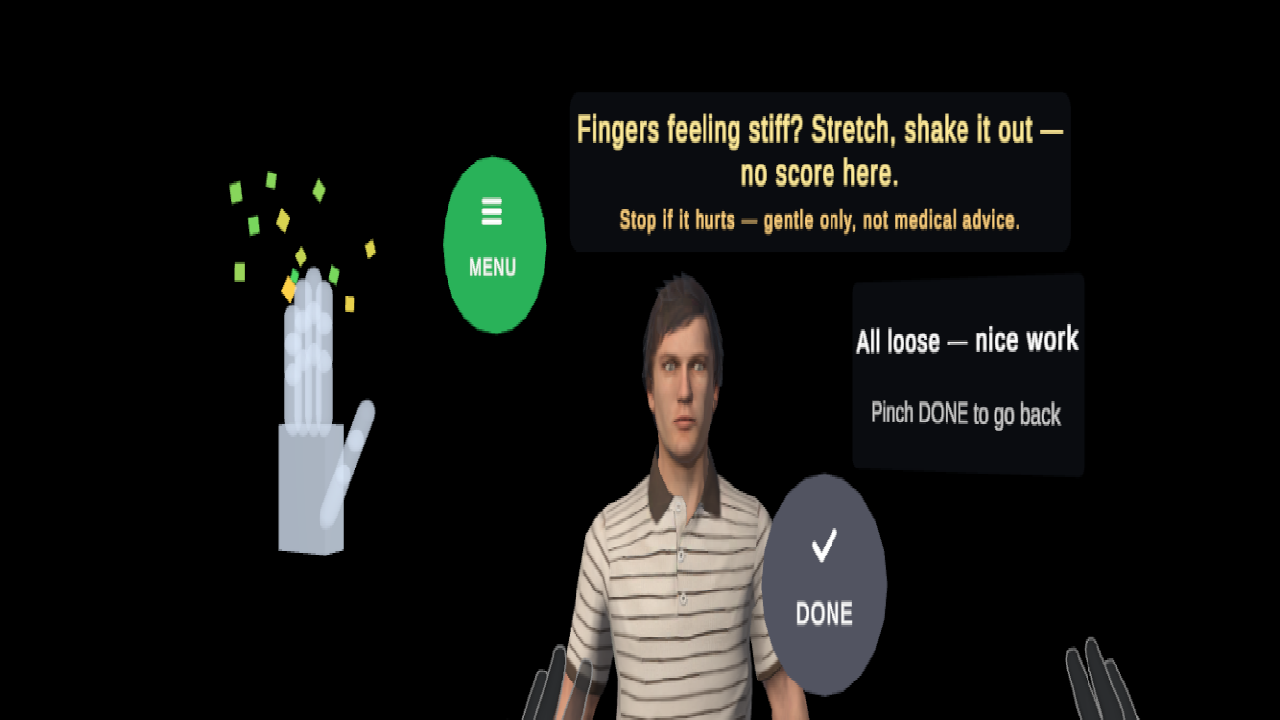 Fingers feeling stiff? Stretch, shake it out —
no score here.
Stop if it hurts — gentle only, not medical advice.
MENU
All loose — nice work
Pinch DONE to go back
DONE